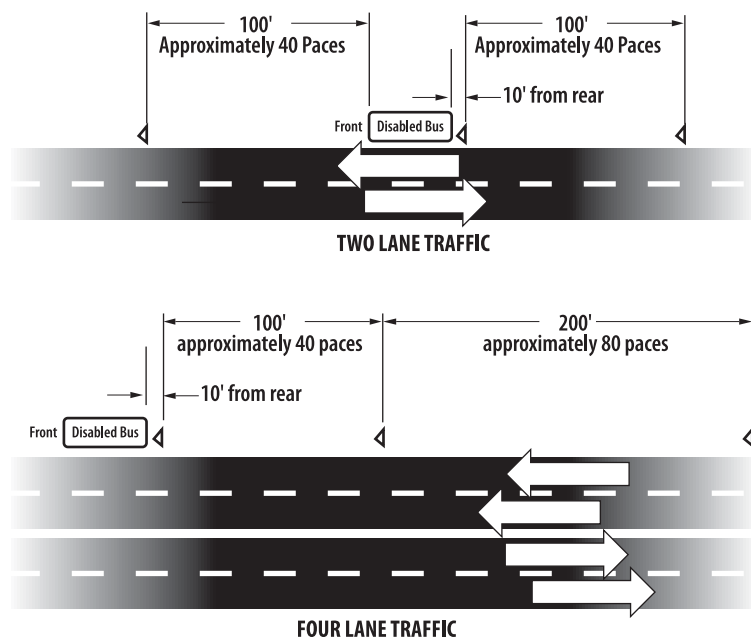 100' 100'
Approximately 40 Paces Approximately 40 Paces
10' from rear
Front Disabled Bus
TWO LANE TRAFFIC
100' 200'
approximately 40 paces approximately 80 paces
10' from rear
Front Disabled Bus
FOUR LANE TRAFFIC